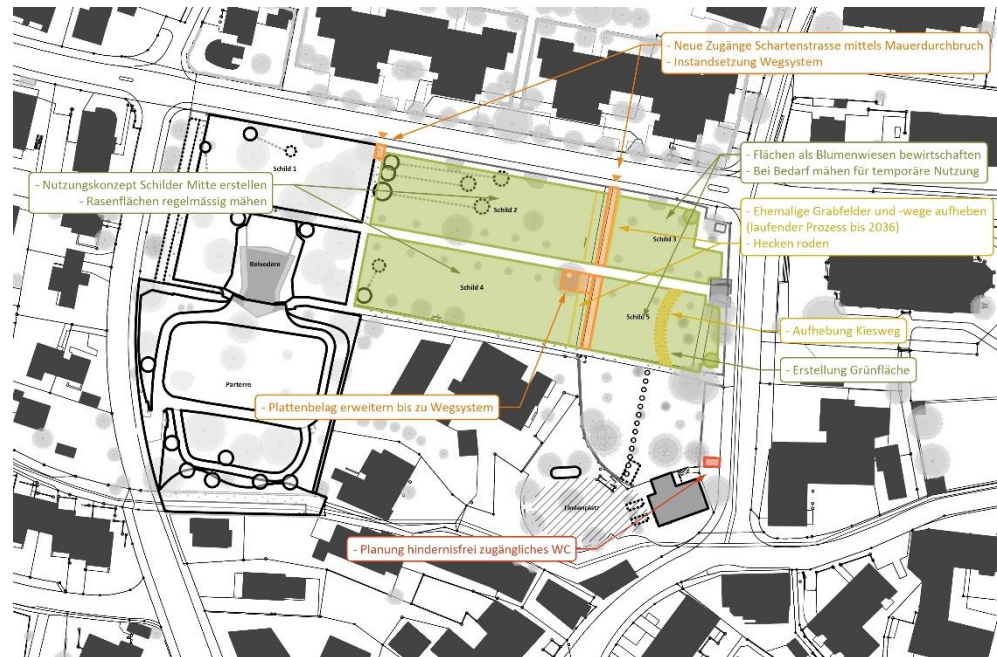 - Neue Zugänge Schartenstrasse mittels Mauerdurchbruch
- Instandsetzung Wegsystem
- Flächen als Blumenwiesen bewirtschaften
- Bei Bedarf mähen für temporäre Nutzung
Schild 1
- Nutzungskonzept Schilder Mitte erstellen
- Rasenflächen regelmässig mähen
Schild 2
- Ehemalige Grabfelder und -wege aufheben
(laufender Prozess bis 2036)
- Hecken roden
Schild 3
Belvedere
Schild 4
Schild 5
- Aufhebung Kiesweg
- Erstellung Grünfläche
Parterre
- Plattenbelag erweitern bis zu Wegsystem
Lindenplatz
- Planung hindernisfrei zugängliches WC